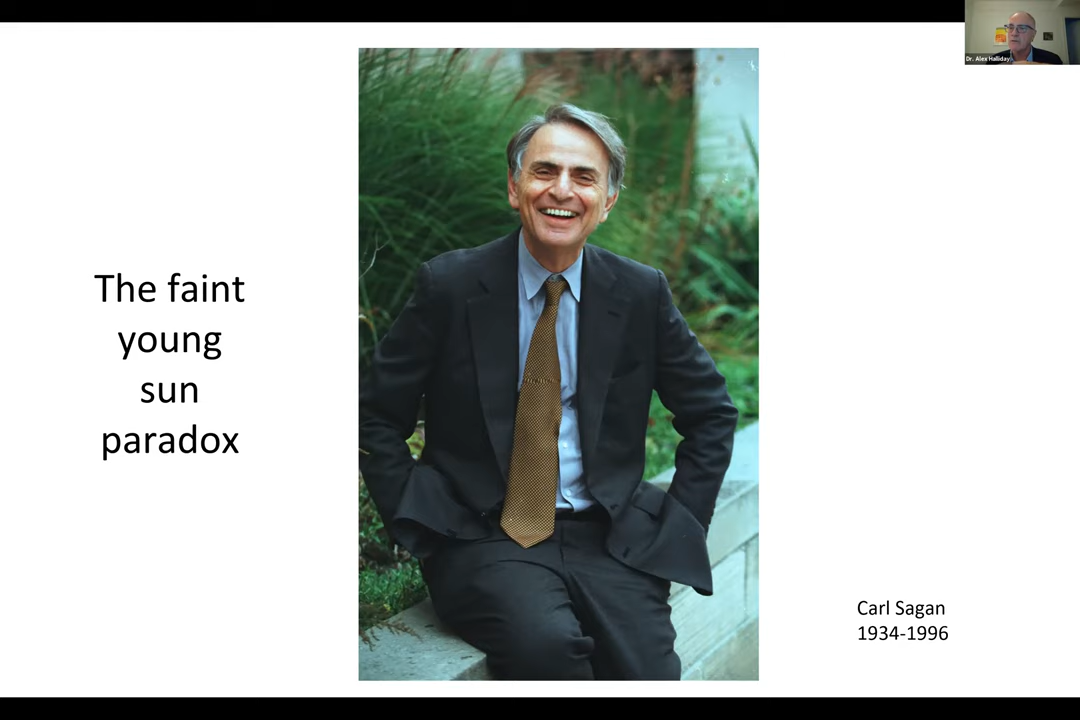 Dr. Alex Halliday
The faint
young
sun
paradox
Carl Sagan
1934-1996